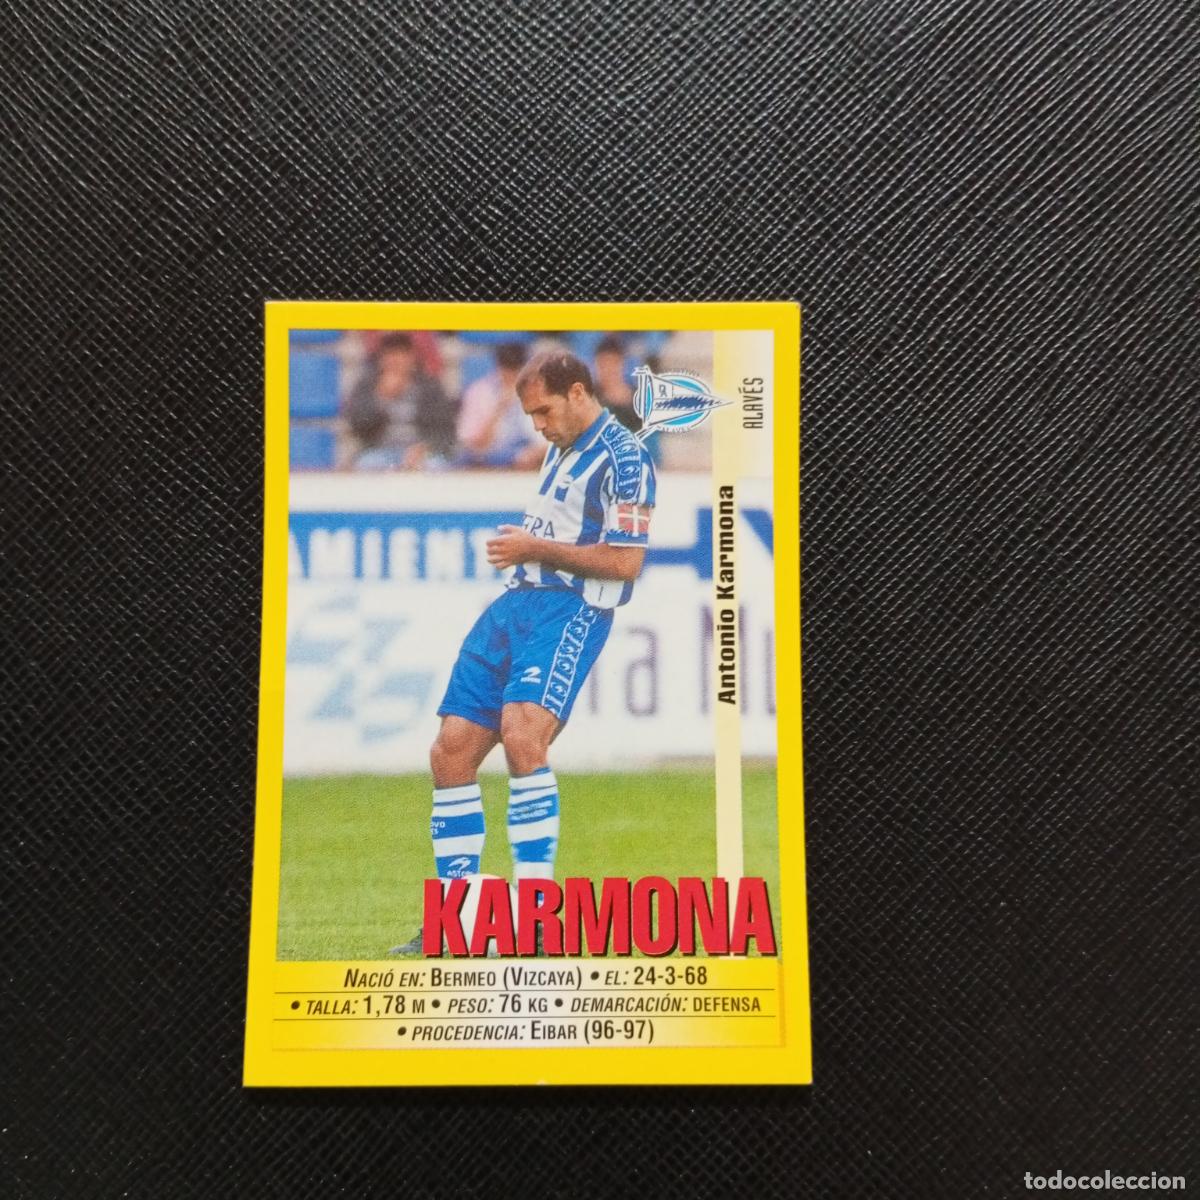 ALAVÉS
Antonio Karmona
AMIENT
KARMONA
NACIÓ EN: BERMEO (VIZCAYA) • EL: 24-3-68
• TALLA: 1,78 M • PESO: 76 KG • DEMARCACIÓN: DEFENSA
• PROCEDENCIA: EIBAR (96-97)
todocoleccion